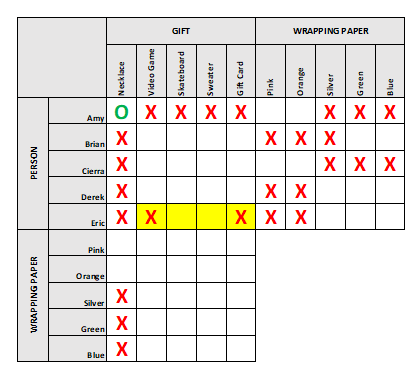 GIFT WRAPPING PAPER
Necklace Video Game Skateboard Sweater Gift Card Pink Orange Silver Green Blue
PERSON
Amy O X X X X X X X
Brian X X X X
Cierra X X X X
Derek X X X
Eric X X X X X
WRAPPING PAPER
Pink
Orange
Silver X
Green X
Blue X